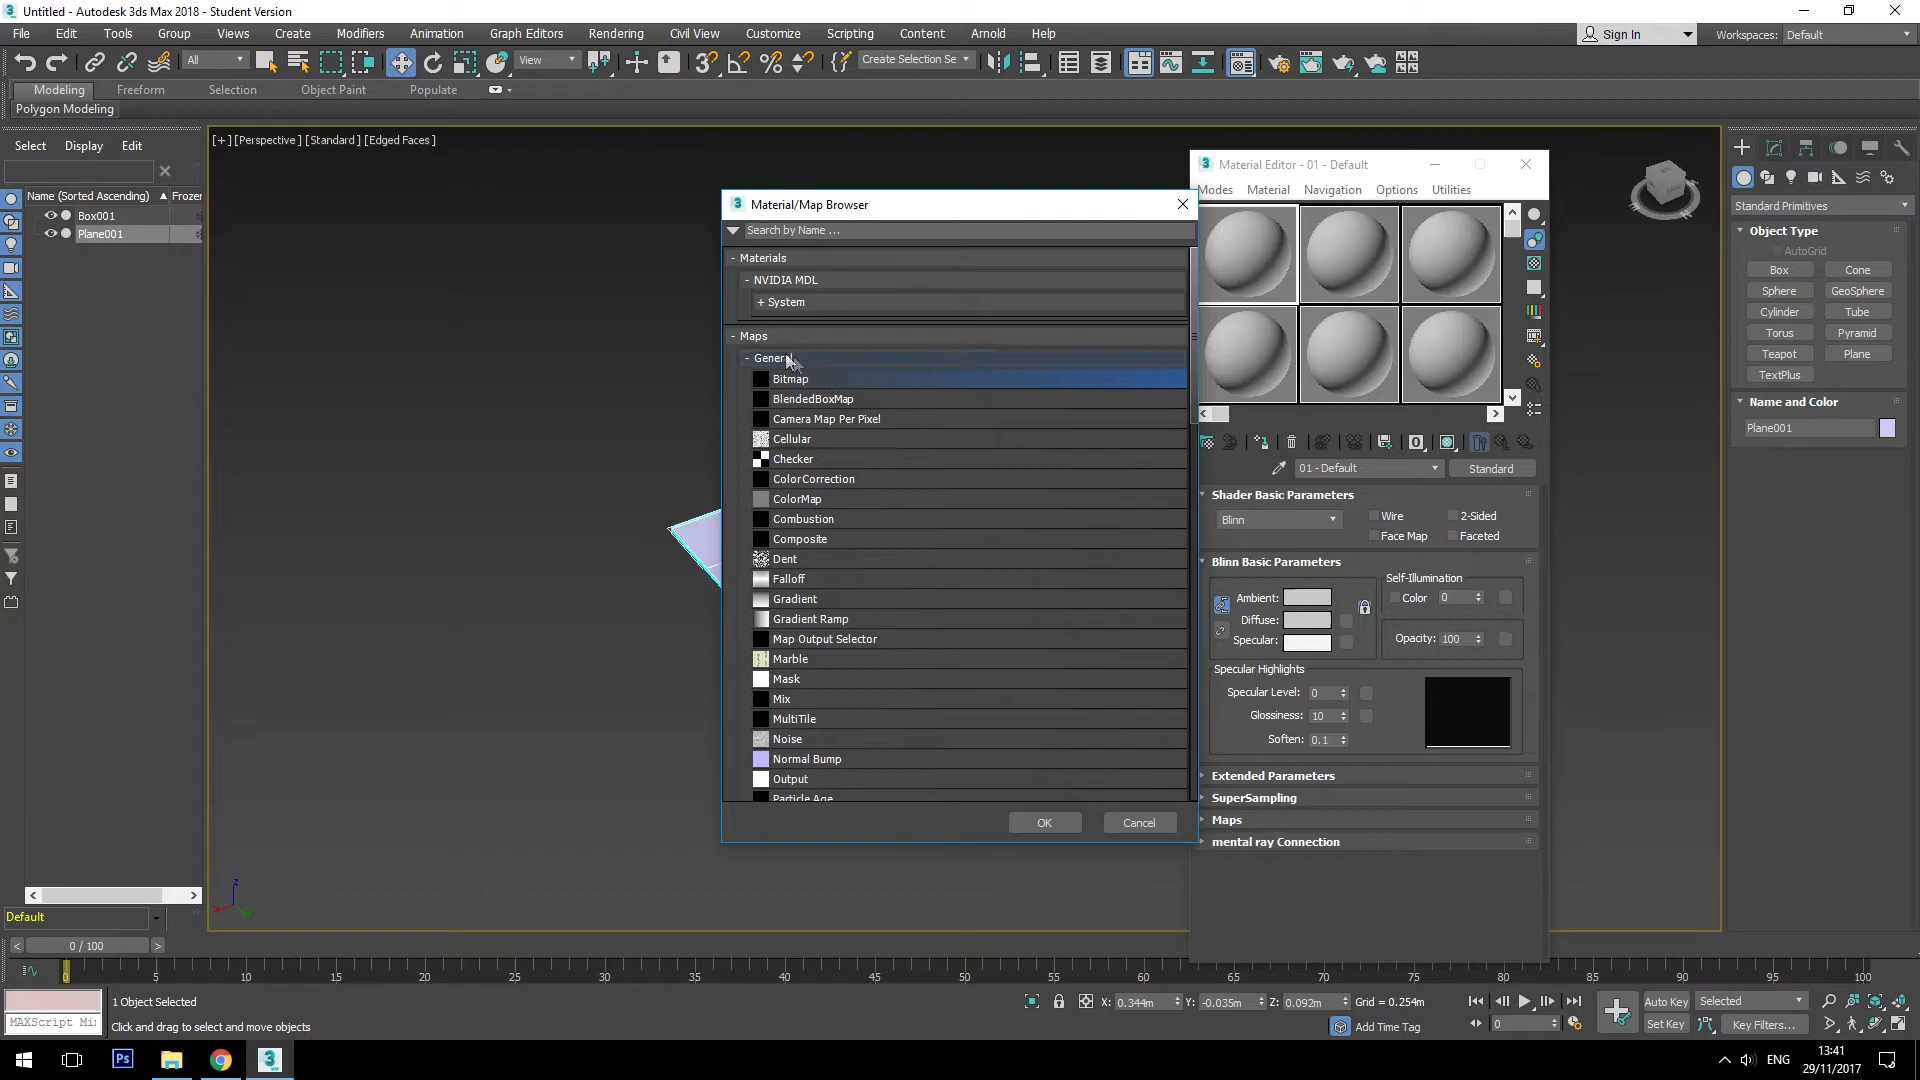 Untitled - Autodesk 3ds Max 2018 - Student Version
File Edit Tools Group Views Create Modifiers Animation Graph Editors Rendering Civil View Customize Scripting Content Arnold Help
Sign In Workspaces: Default
All View Create Selection Se
Modeling Freeform Selection Object Paint Populate
Polygon Modeling
Select Display Edit
Name (Sorted Ascending) Frozen
Box001
Plane001
[+] [Perspective] [Standard] [Edged Faces]
Material/Map Browser
Search by Name ...
- Materials
- NVIDIA MDL
+ System
- Maps
- General
Bitmap
BlendedBoxMap
Camera Map Per Pixel
Cellular
Checker
ColorCorrection
ColorMap
Combustion
Composite
Dent
Falloff
Gradient
Gradient Ramp
Map Output Selector
Marble
Mask
Mix
MultiTile
Noise
Normal Bump
Output
Particle Age
OK Cancel
Material Editor - 01 - Default
Modes Material Navigation Options Utilities
01 - Default Standard
Shader Basic Parameters
Blinn Wire 2-Sided
Face Map Faceted
Blinn Basic Parameters
Self-Illumination
Ambient: Color 0
Diffuse:
Specular: Opacity: 100
Specular Highlights
Specular Level: 0
Glossiness: 10
Soften: 0.1
Extended Parameters
SuperSampling
Maps
mental ray Connection
Standard Primitives
Object Type
AutoGrid
Box Cone
Sphere GeoSphere
Cylinder Tube
Torus Pyramid
Teapot Plane
TextPlus
Name and Color
Plane001
z
Default
< 0 / 100 >
0 5 10 15 20 25 30 35 40 45 50 55 60 65 70 75 80 85 90 95 100
1 Object Selected X: 0.344m Y: -0.035m Z: 0.092m Grid = 0.254m Auto Key Selected
MAXScript Mi Click and drag to select and move objects Add Time Tag 0 Set Key Key Filters...
Ps 3 ENG 13:41
29/11/2017